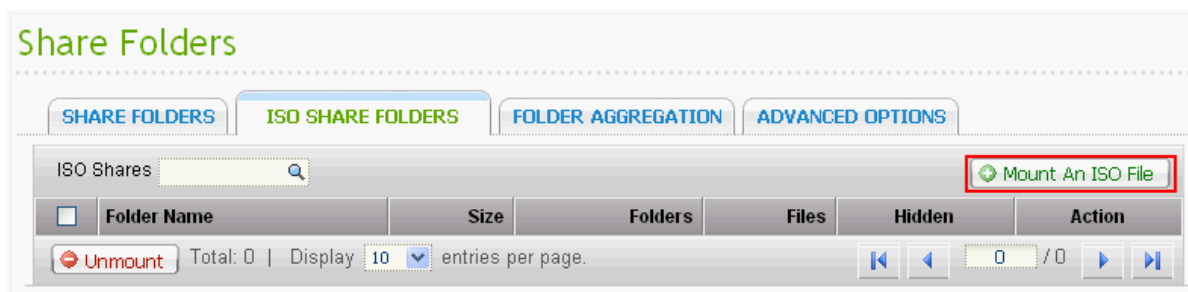 Share Folders
SHARE FOLDERS ISO SHARE FOLDERS FOLDER AGGREGATION ADVANCED OPTIONS
ISO Shares Mount An ISO File
Folder Name Size Folders Files Hidden Action
Unmount Total: 0 | Display 10 entries per page. 0 / 0